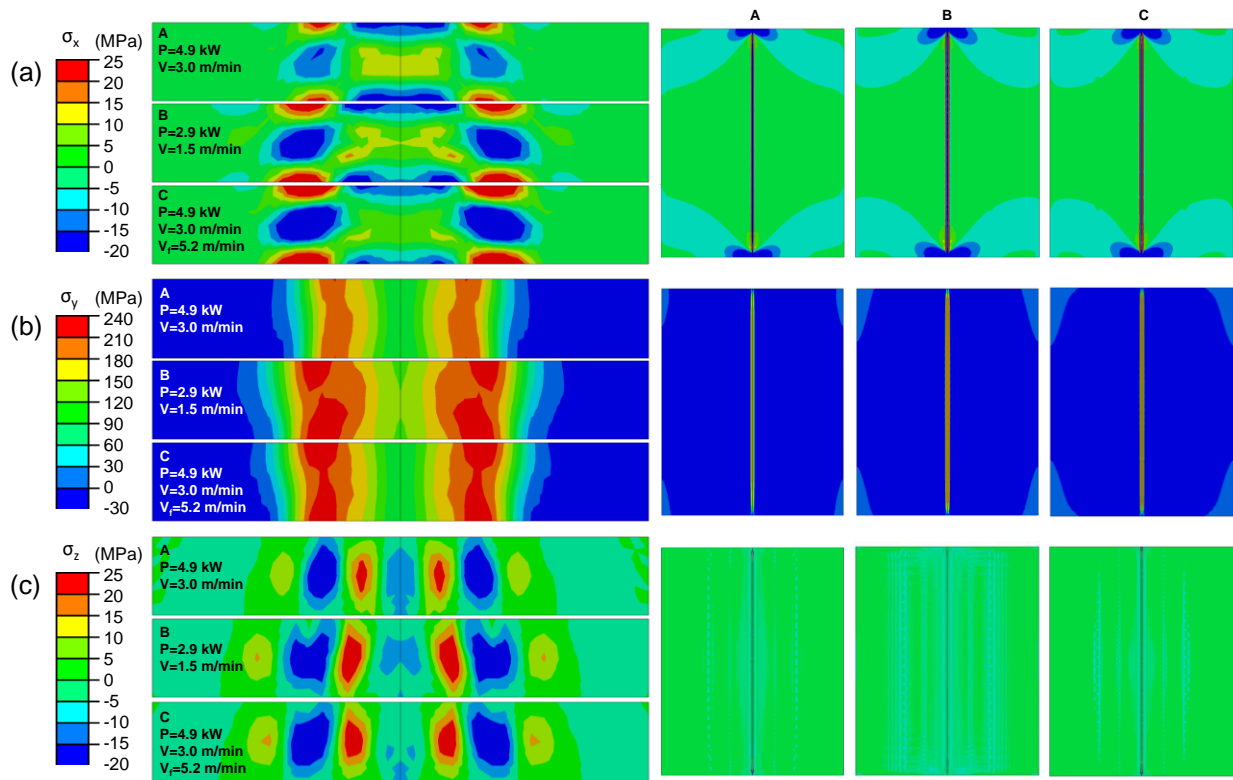 A B C
(a)
σx (MPa)
25
20
15
10
5
0
-5
-10
-15
-20
A
P=4.9 kW
V=3.0 m/min
B
P=2.9 kW
V=1.5 m/min
C
P=4.9 kW
V=3.0 m/min
Vf=5.2 m/min
(b)
σy (MPa)
240
210
180
150
120
90
60
30
0
-30
A
P=4.9 kW
V=3.0 m/min
B
P=2.9 kW
V=1.5 m/min
C
P=4.9 kW
V=3.0 m/min
Vf=5.2 m/min
(c)
σz (MPa)
25
20
15
10
5
0
-5
-10
-15
-20
A
P=4.9 kW
V=3.0 m/min
B
P=2.9 kW
V=1.5 m/min
C
P=4.9 kW
V=3.0 m/min
Vf=5.2 m/min